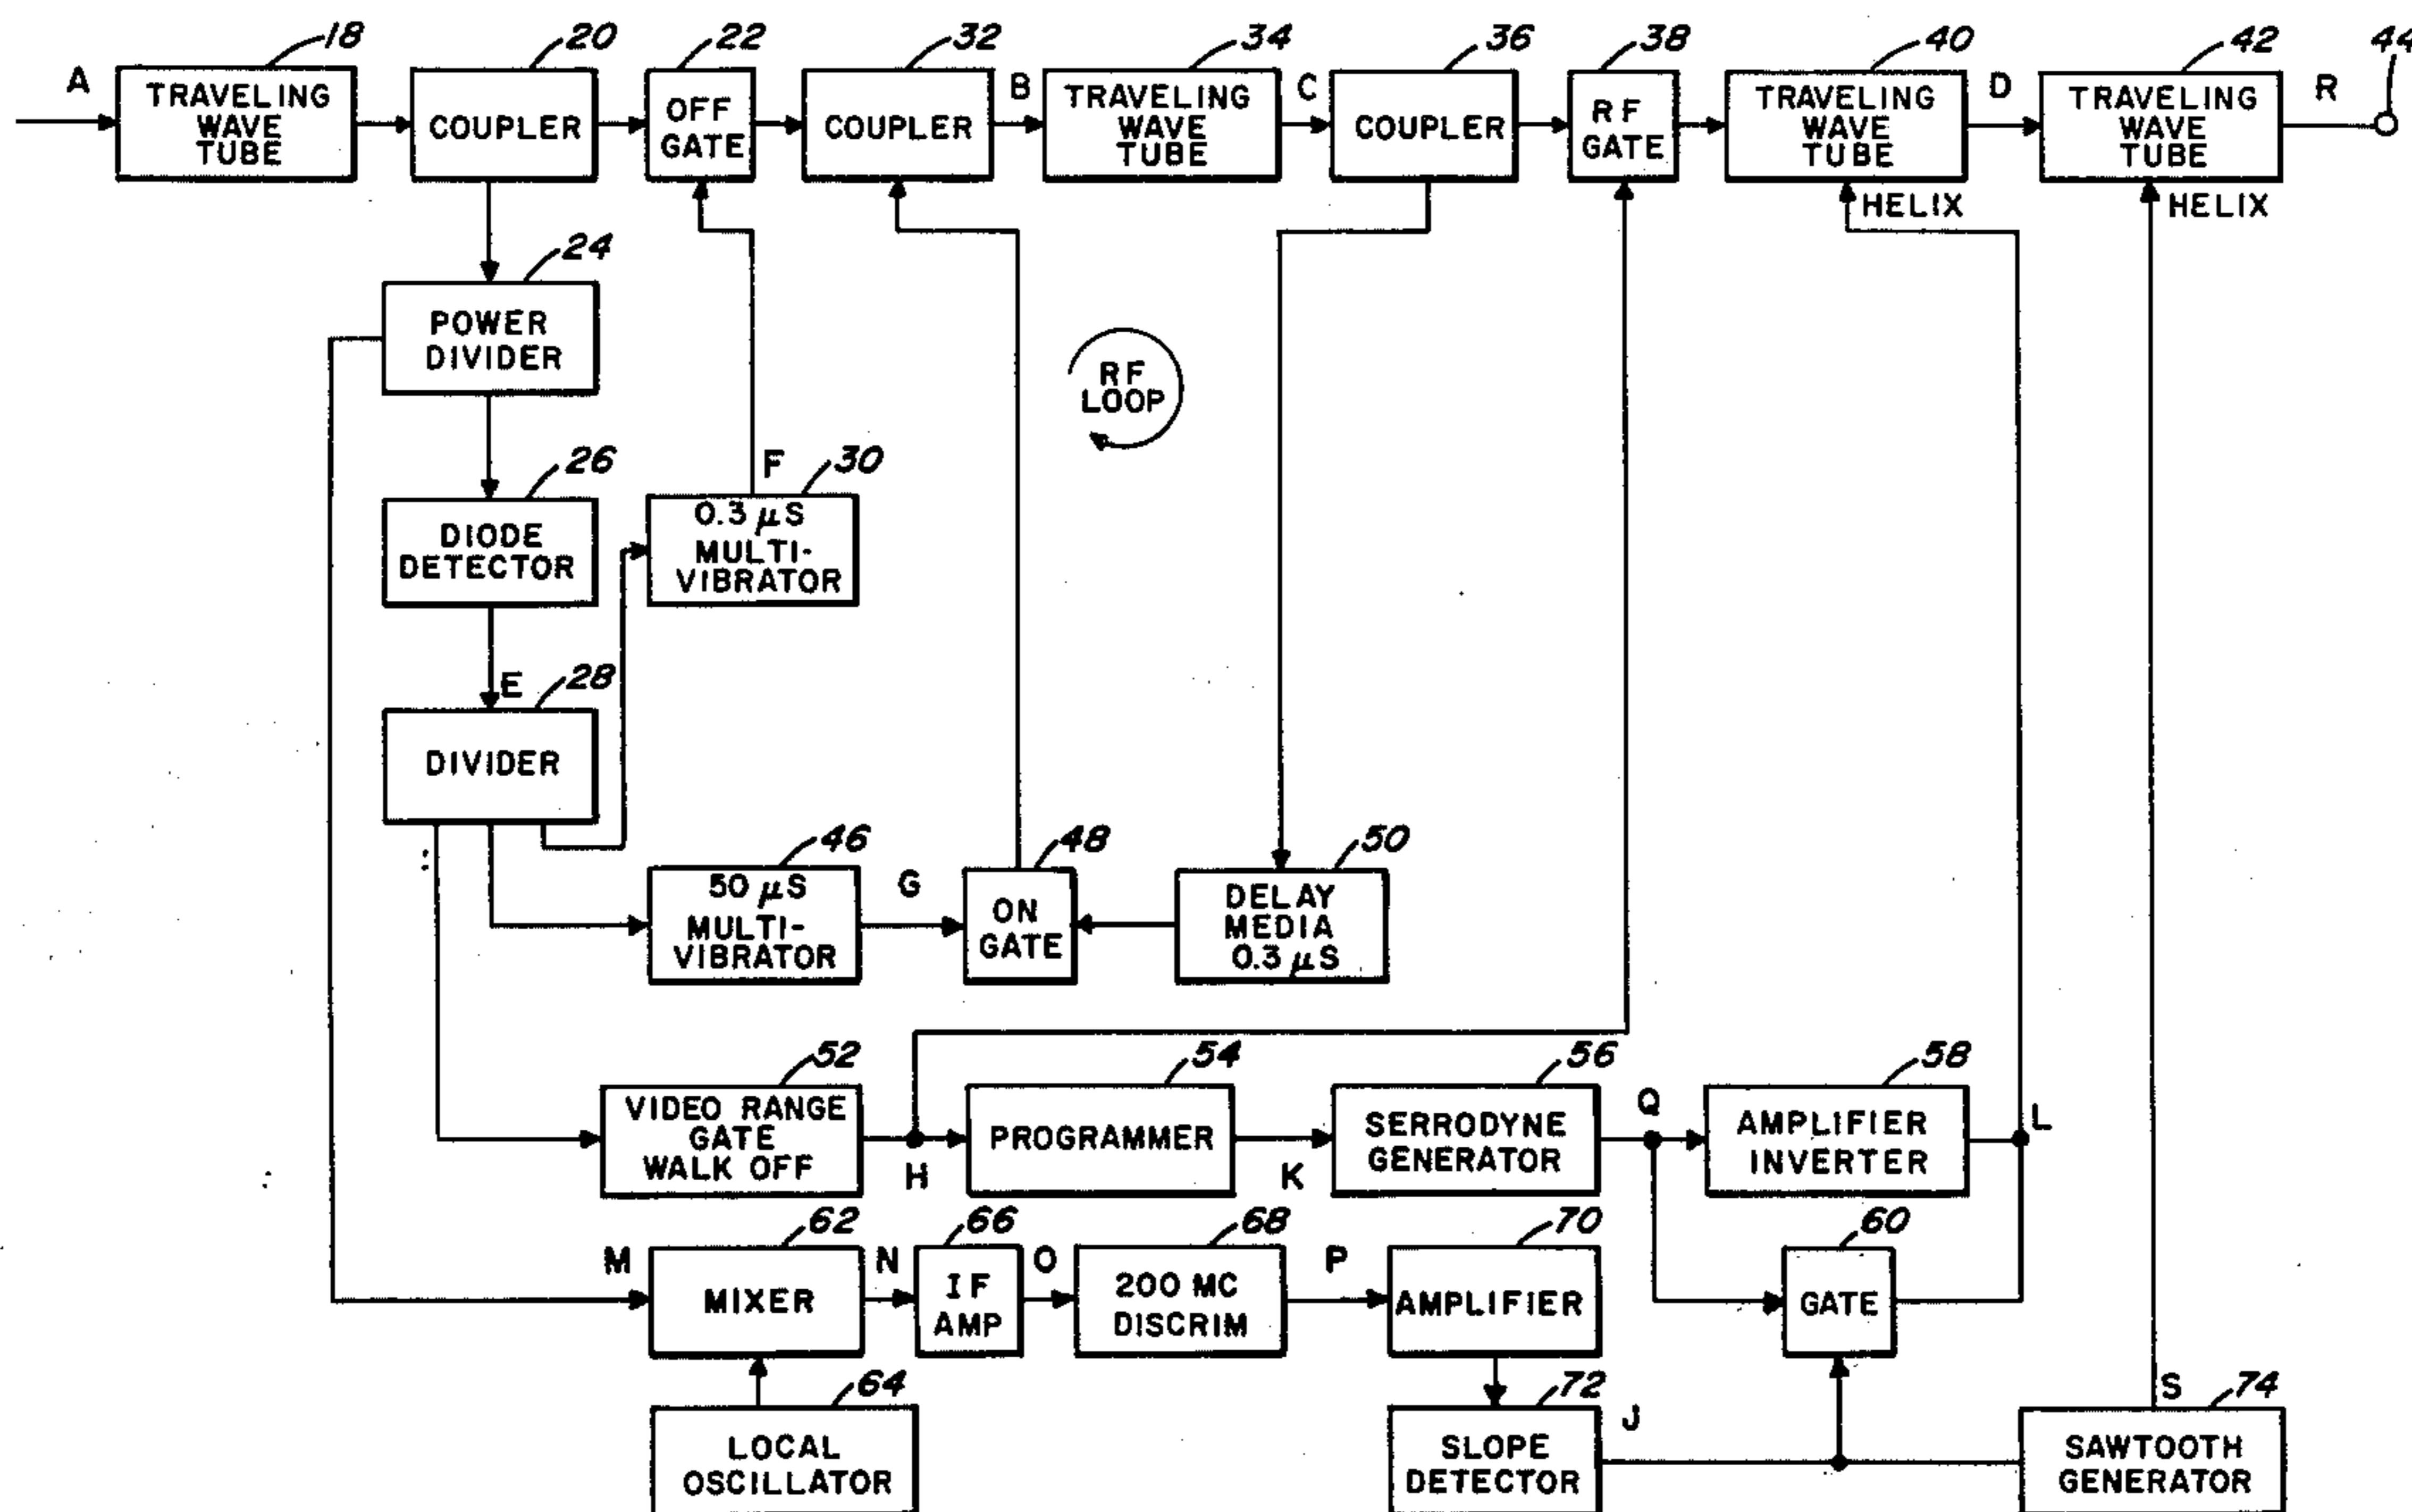 18
20
22
32
34
36
38
40
42
44
A
TRAVELING
WAVE
TUBE
COUPLER
OFF
GATE
COUPLER
B
TRAVELING
WAVE
TUBE
C
COUPLER
RF
GATE
TRAVELING
WAVE
TUBE
D
TRAVELING
WAVE
TUBE
R
HELIX
HELIX
24
POWER
DIVIDER
RF
LOOP
26
DIODE
DETECTOR
F
30
0.3 μS
MULTI-
VIBRATOR
E
28
DIVIDER
46
50 μS
MULTI-
VIBRATOR
G
48
ON
GATE
50
DELAY
MEDIA
0.3 μS
52
VIDEO RANGE
GATE
WALK OFF
H
54
PROGRAMMER
K
56
SERRODYNE
GENERATOR
Q
58
AMPLIFIER
INVERTER
L
M
62
MIXER
N
66
IF
AMP
O
68
200 MC
DISCRIM
P
70
AMPLIFIER
60
GATE
64
LOCAL
OSCILLATOR
72
SLOPE
DETECTOR
J
S
74
SAWTOOTH
GENERATOR